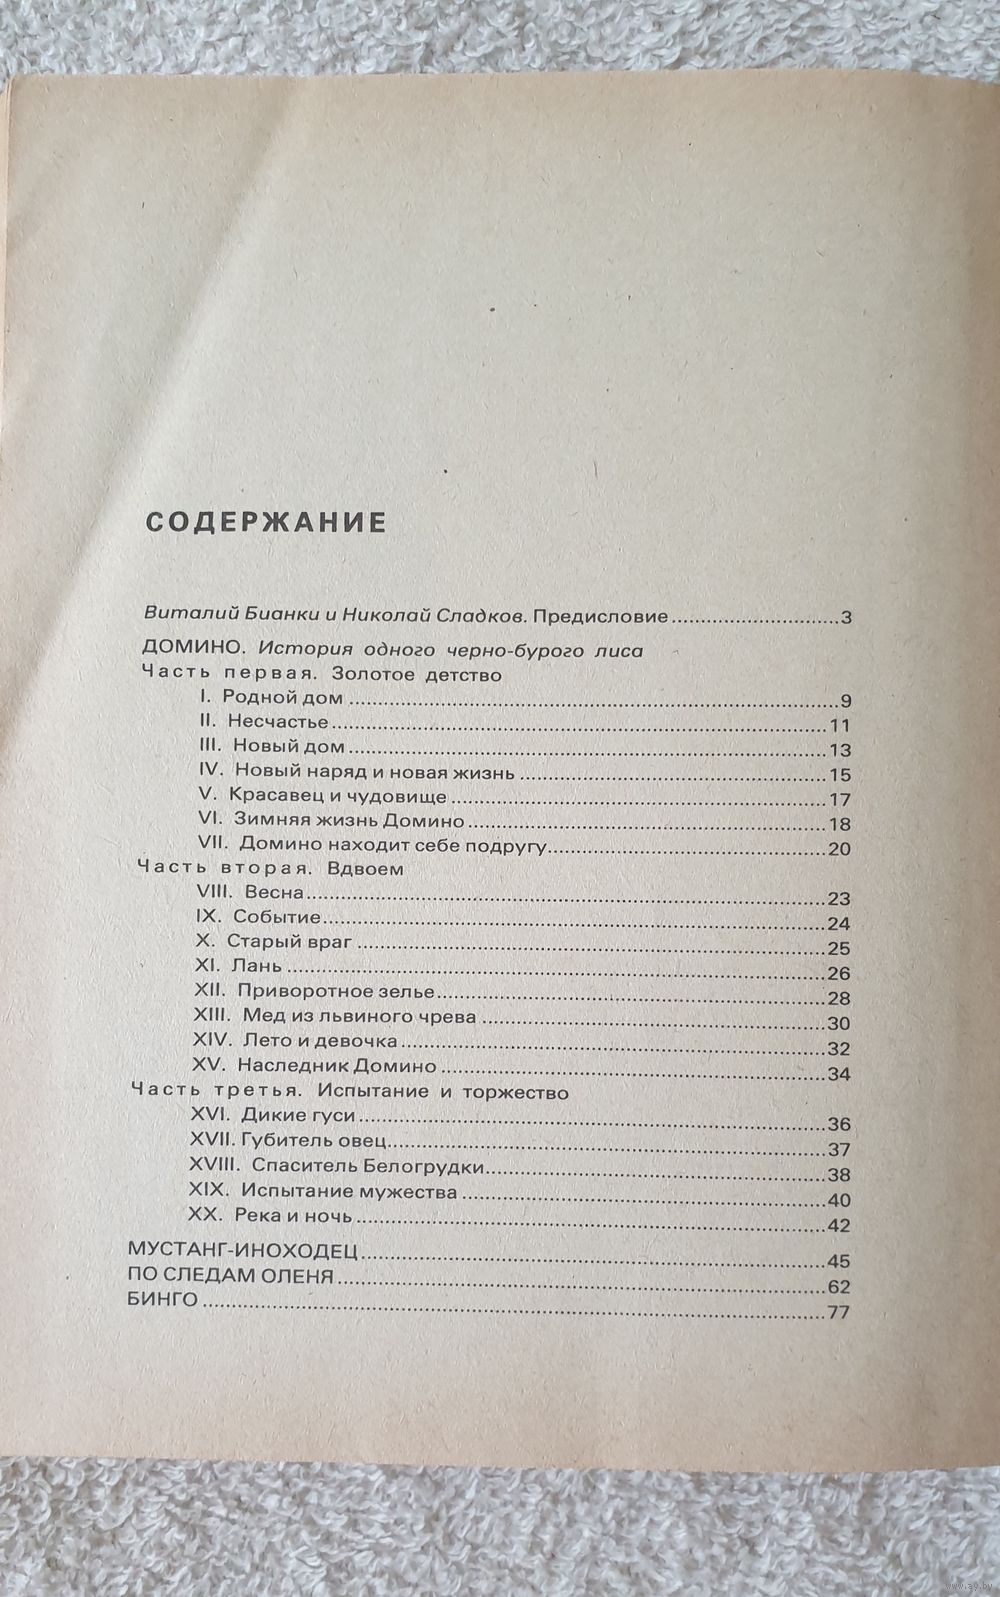 СОДЕРЖАНИЕ
Виталий Бианки и Николай Сладков. Предисловие..............................3
ДОМИНО. История одного черно-бурого лиса
Часть первая. Золотое детство
I. Родной дом ..............................9
II. Несчастье..............................11
III. Новый дом..............................13
IV. Новый наряд и новая жизнь ..............................15
V. Красавец и чудовище..............................17
VI. Зимняя жизнь Домино..............................18
VII. Домино находит себе подругу..............................20
Часть вторая. Вдвоем
VIII. Весна..............................23
IX. Событие..............................24
X. Старый враг ..............................25
XI. Лань ..............................26
XII. Приворотное зелье..............................28
XIII. Мед из львиного чрева ..............................30
XIV. Лето и девочка..............................32
XV. Наследник Домино ..............................34
Часть третья. Испытание и торжество
XVI. Дикие гуси..............................36
XVII. Губитель овец..............................37
XVIII. Спаситель Белогрудки..............................38
XIX. Испытание мужества ..............................40
XX. Река и ночь ..............................42
МУСТАНГ-ИНОХОДЕЦ..............................45
ПО СЛЕДАМ ОЛЕНЯ..............................62
БИНГО ..............................77
www.ay.by